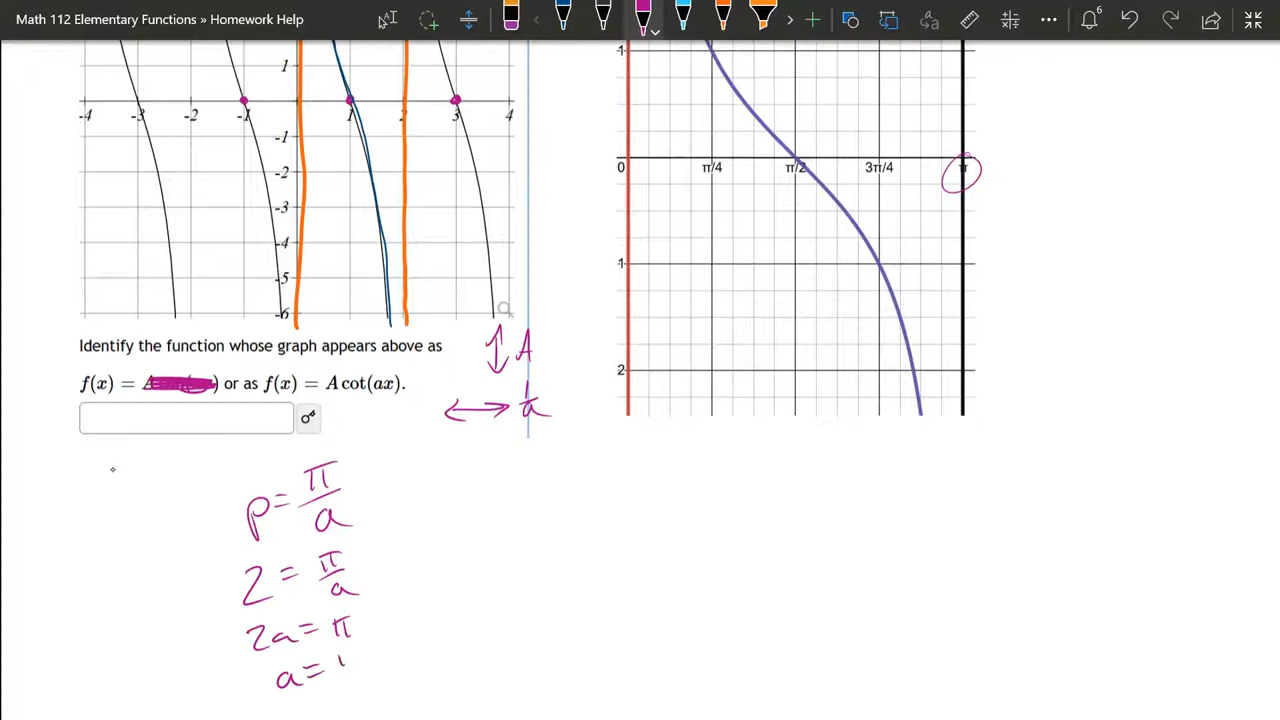 Math 112 Elementary Functions » Homework Help
6
1
-4 -3 -2 1 2 3 4
-1
-2
-3
-4
-5
-6
1
0 π/4 π/2 3π/4 π
1
2
Identify the function whose graph appears above as
f(x) = or as f(x) = A cot(ax).
A
1/a
p = π/a
2 = π/a
2a = π
a =